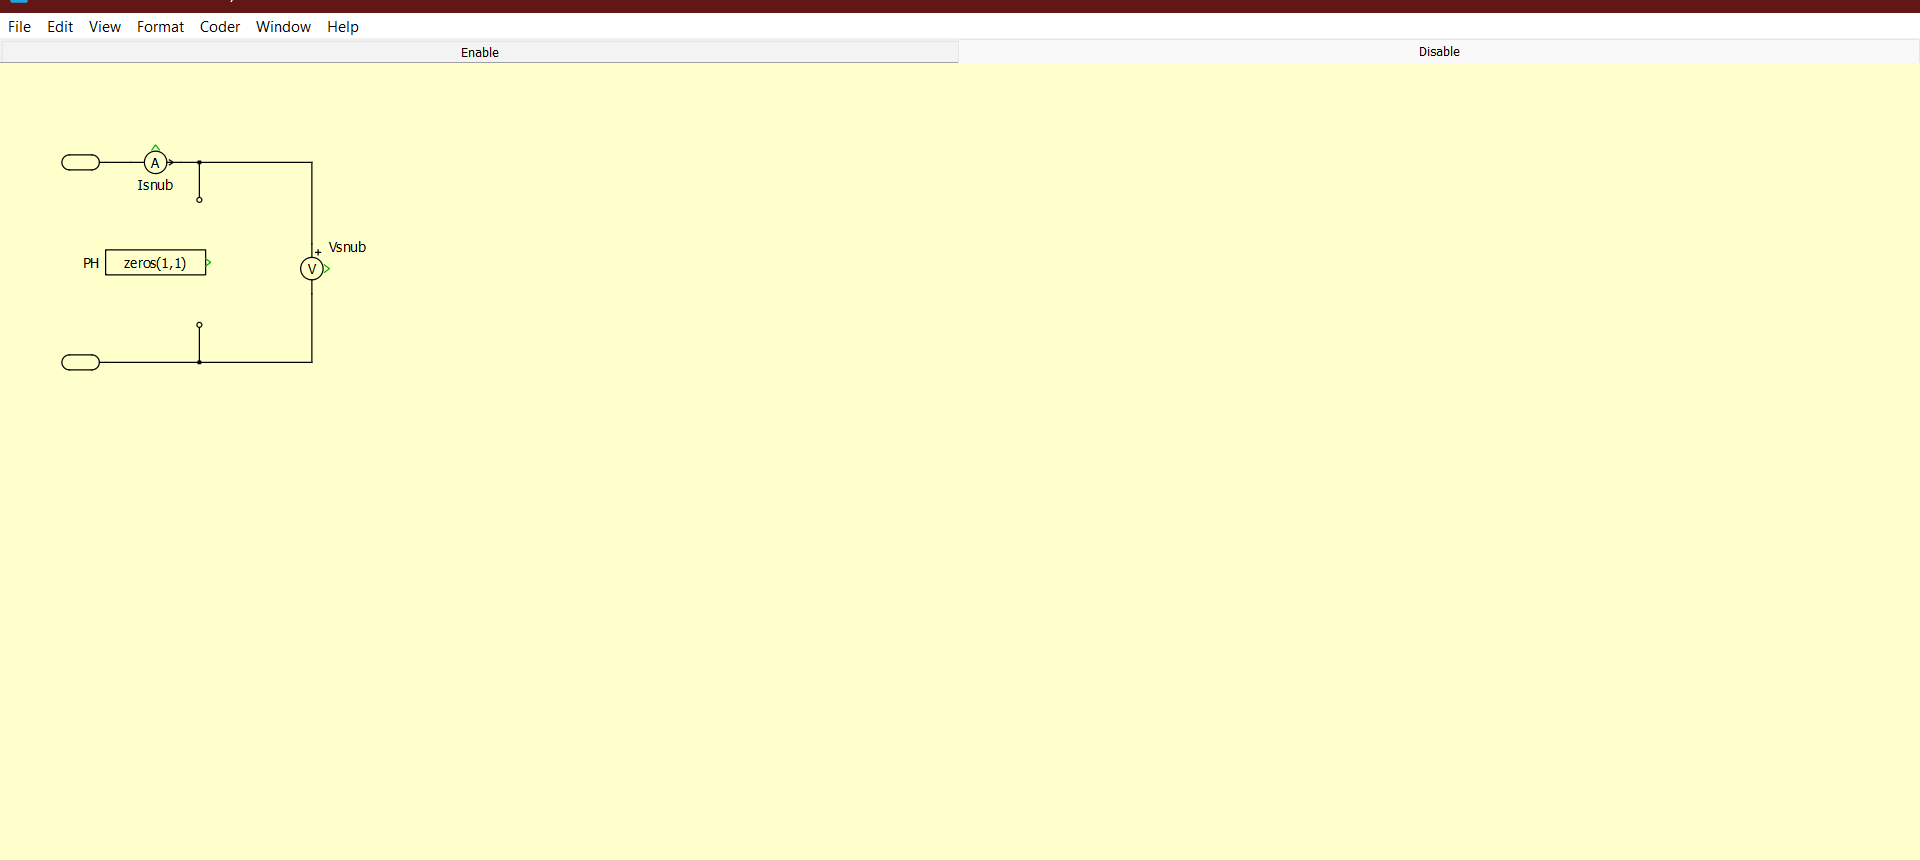 File Edit View Format Coder Window Help
Enable Disable
A
Isnub
Vsnub
+
PH zeros(1,1)
V